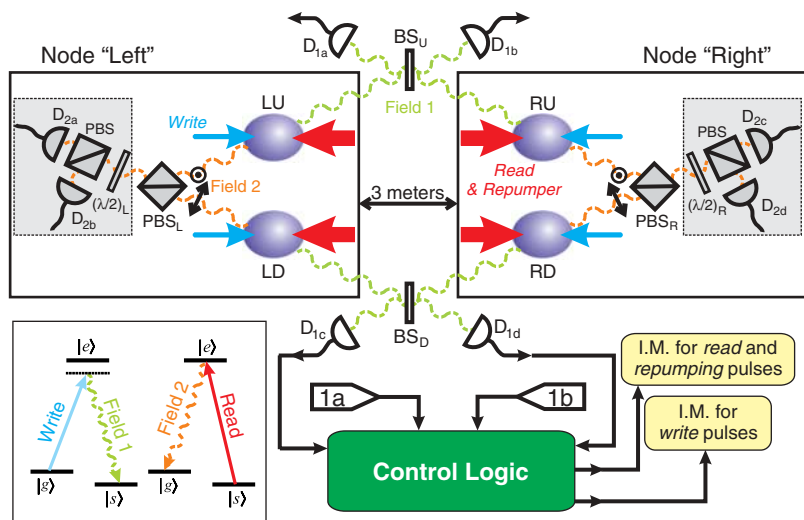 Node "Left"
Node "Right"
D1a
BSU
D1b
D2a
PBS
Write
LU
Field 1
RU
PBS
D2c
(λ/2)L
Field 2
3 meters
Read
& Repumper
(λ/2)R
D2b
PBSL
PBSR
D2d
LD
RD
D1c
BSD
D1d
|e⟩
|e⟩
Write
Field 1
Field 2
Read
|g⟩
|s⟩
|g⟩
|s⟩
1a
1b
Control Logic
I.M. for read and
repumping pulses
I.M. for
write pulses